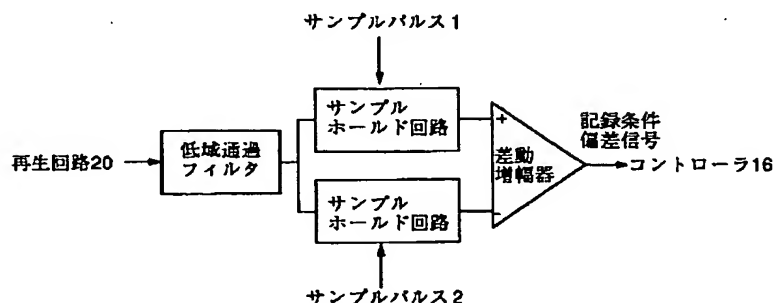 サンプルパルス1
サンプル
ホールド回路
再生回路20
低域通過
フィルタ
+
差動
増幅器
-
記録条件
偏差信号
コントローラ16
サンプル
ホールド回路
サンプルパルス2